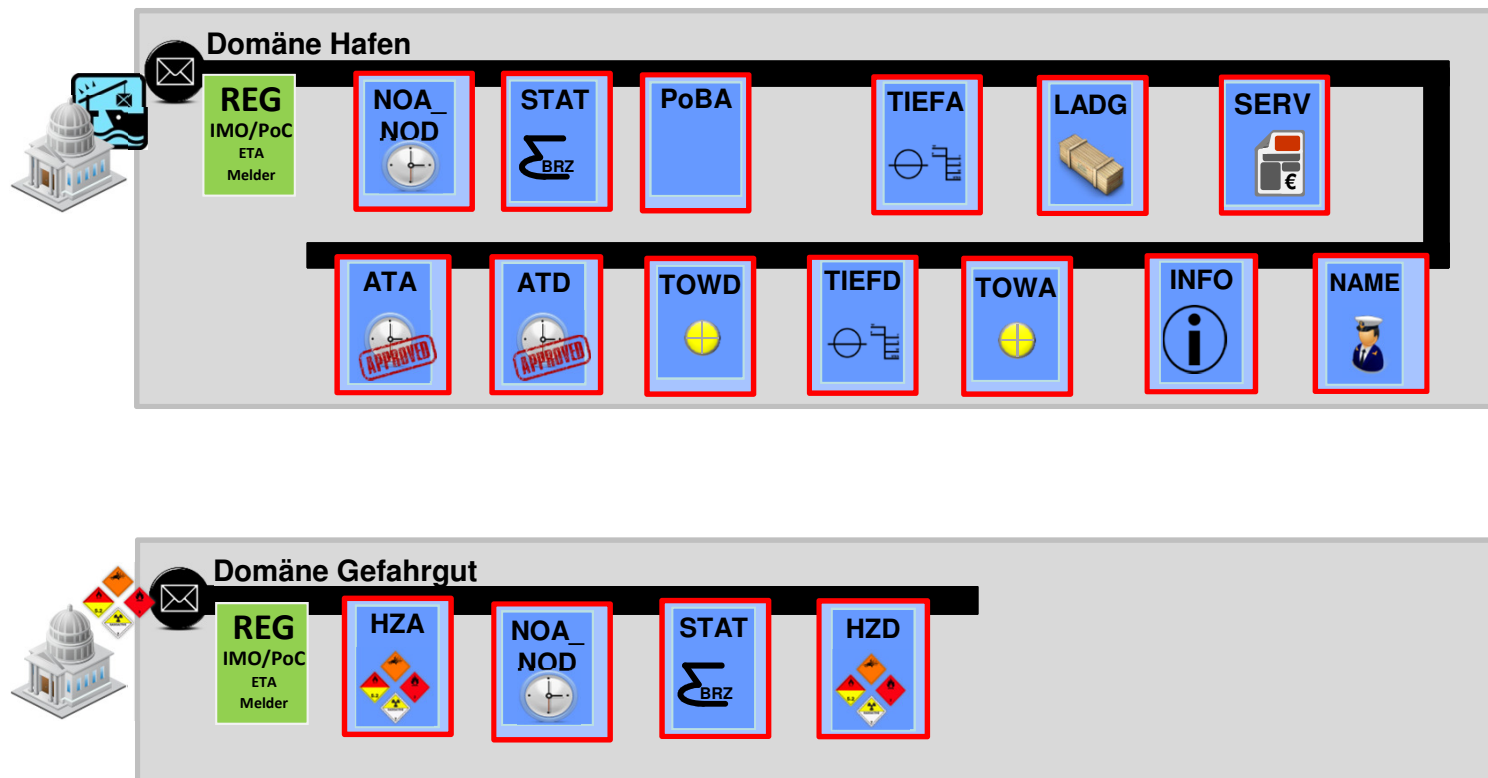 Domäne Hafen
REG
IMO/PoC
ETA
Melder
NOA_
NOD
STAT
BRZ
PoBA
TIEFA
LADG
SERV
€
ATA
APPROVED
ATD
APPROVED
TOWD
TIEFD
TOWA
INFO
i
NAME
Domäne Gefahrgut
REG
IMO/PoC
ETA
Melder
HZA
NOA_
NOD
STAT
BRZ
HZD